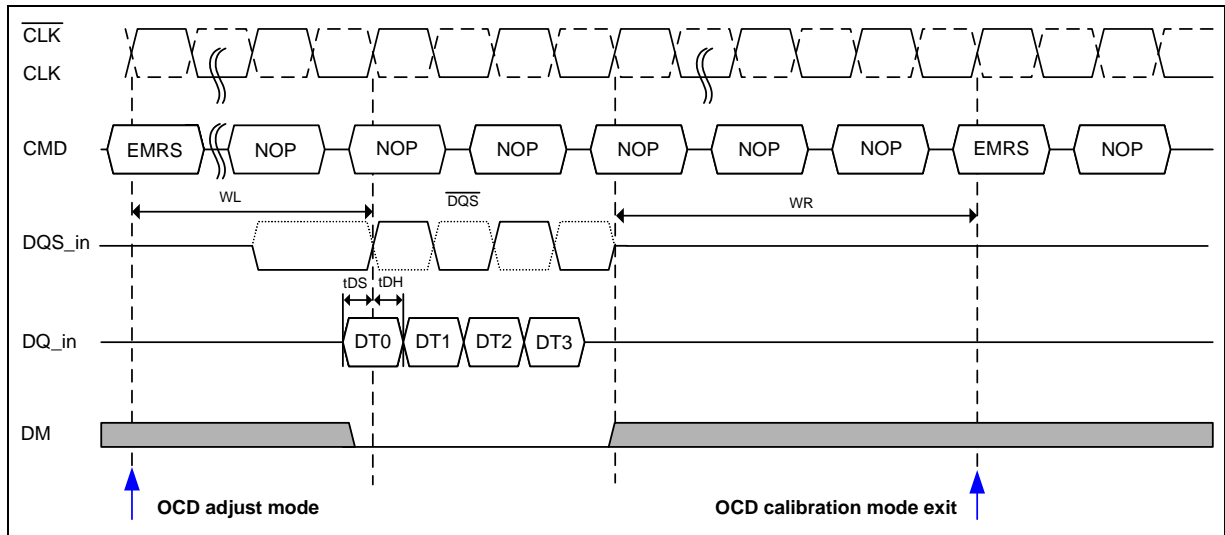 CLK
CLK
CMD EMRS NOP NOP NOP NOP NOP NOP EMRS NOP
WL DQS WR
DQS_in
tDS tDH
DQ_in DT0 DT1 DT2 DT3
DM
OCD adjust mode OCD calibration mode exit